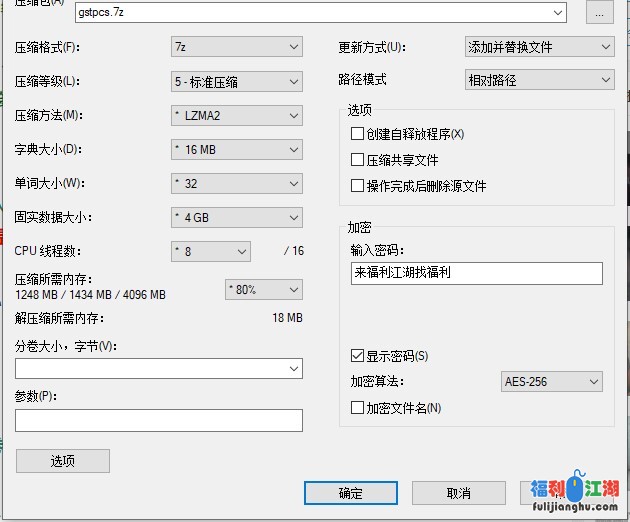 压缩包(A)
gstpcs.7z
...
压缩格式(F):
7z
更新方式(U):
添加并替换文件
压缩等级(L):
5 - 标准压缩
路径模式
相对路径
压缩方法(M):
* LZMA2
选项
创建自释放程序(X)
字典大小(D):
* 16 MB
压缩共享文件
单词大小(W):
* 32
操作完成后删除源文件
固实数据大小:
* 4 GB
加密
CPU 线程数:
* 8
/ 16
输入密码:
来福利江湖找福利
压缩所需内存:
1248 MB / 1434 MB / 4096 MB
* 80%
解压缩所需内存:
18 MB
分卷大小，字节(V):
显示密码(S)
加密算法:
AES-256
参数(P):
加密文件名(N)
选项
确定
取消
福利江湖
fulijianghu.com